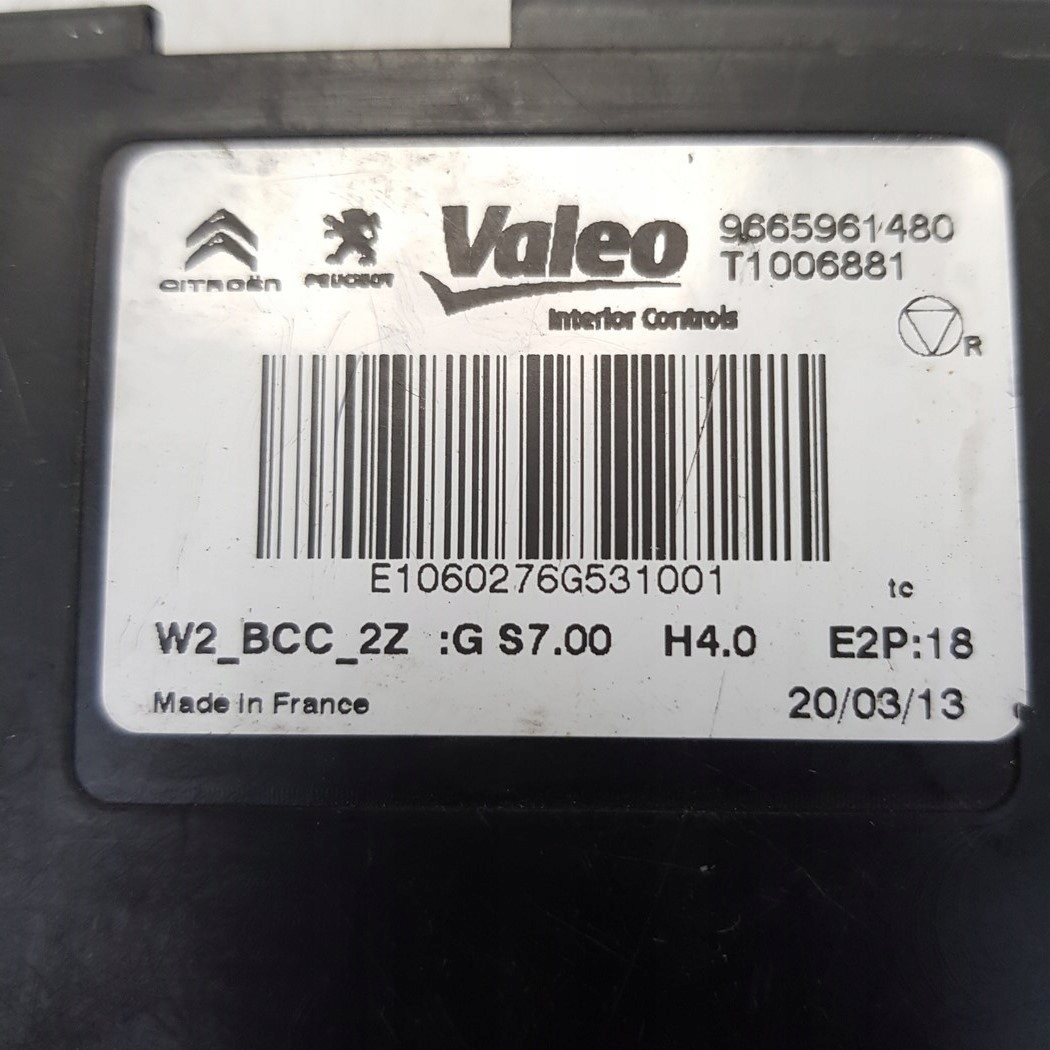 CITROËN PEUGEOT Valeo 9665961480
T1006881
Interior Controls
R
E1060276G531001
tc
W2_BCC_2Z :G S7.00 H4.0 E2P:18
Made in France 20/03/13